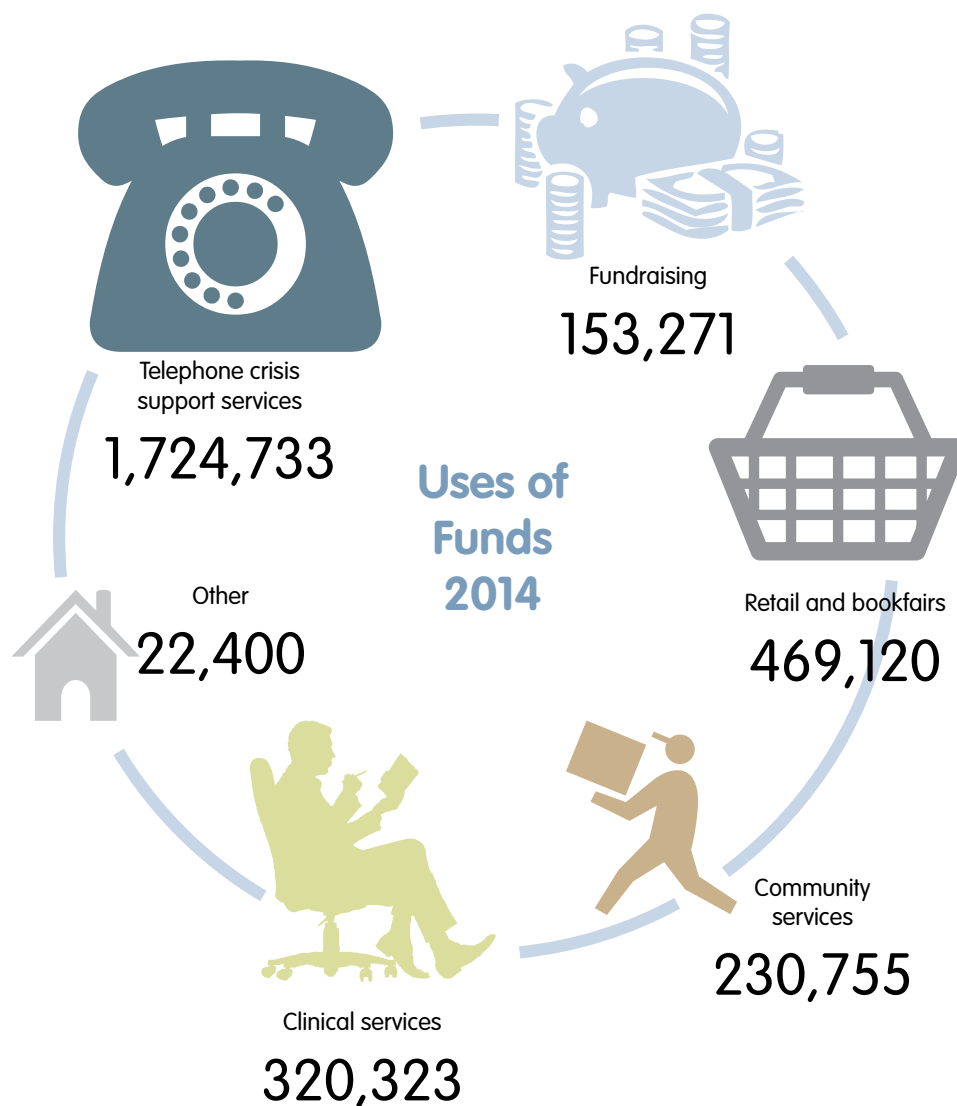 Fundraising
153,271
Telephone crisis
support services
1,724,733
Uses of
Funds
2014
Retail and bookfairs
469,120
Other
22,400
Community
services
230,755
Clinical services
320,323